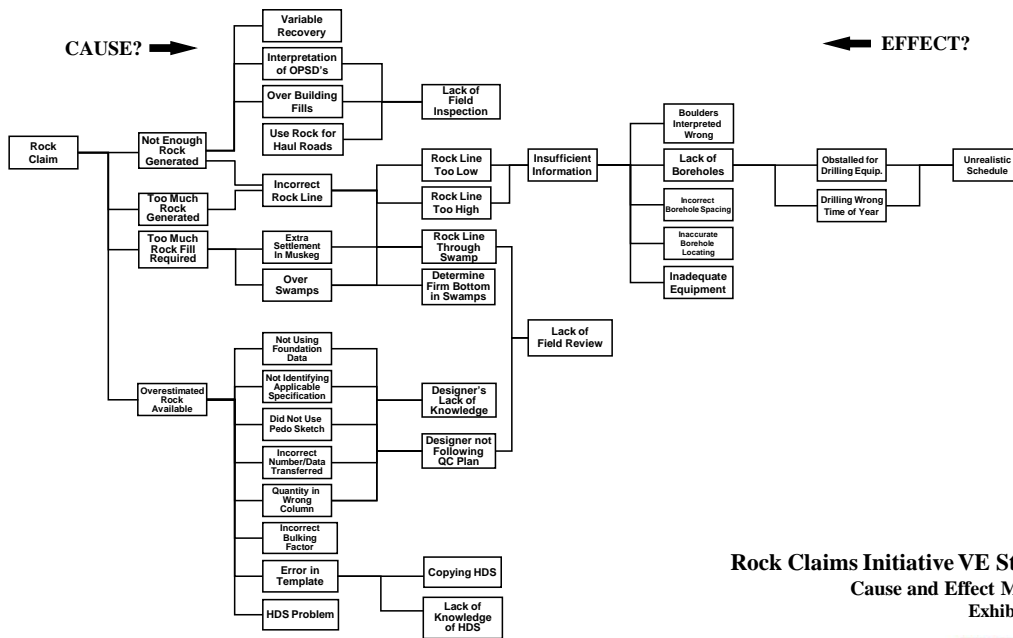 CAUSE?
EFFECT?
Rock
Claim
Not Enough
Rock
Generated
Too Much
Rock
Generated
Too Much
Rock Fill
Required
Overestimated
Rock
Available
Variable
Recovery
Interpretation
of OPSD's
Over Building
Fills
Use Rock for
Haul Roads
Incorrect
Rock Line
Extra
Settlement
In Muskeg
Over
Swamps
Not Using
Foundation
Data
Not Identifying
Applicable
Specification
Did Not Use
Pedo Sketch
Incorrect
Number/Data
Transferred
Quantity in
Wrong
Column
Incorrect
Bulking
Factor
Error in
Template
HDS Problem
Lack of
Field
Inspection
Rock Line
Too Low
Rock Line
Too High
Rock Line
Through
Swamp
Determine
Firm Bottom
in Swamps
Designer's
Lack of
Knowledge
Designer not
Following
QC Plan
Copying HDS
Lack of
Knowledge
of HDS
Insufficient
Information
Lack of
Field Review
Boulders
Interpreted
Wrong
Lack of
Boreholes
Incorrect
Borehole Spacing
Inaccurate
Borehole
Locating
Inadequate
Equipment
Obstalled for
Drilling Equip.
Drilling Wrong
Time of Year
Unrealistic
Schedule
Rock Claims Initiative VE St
Cause and Effect M
Exhib